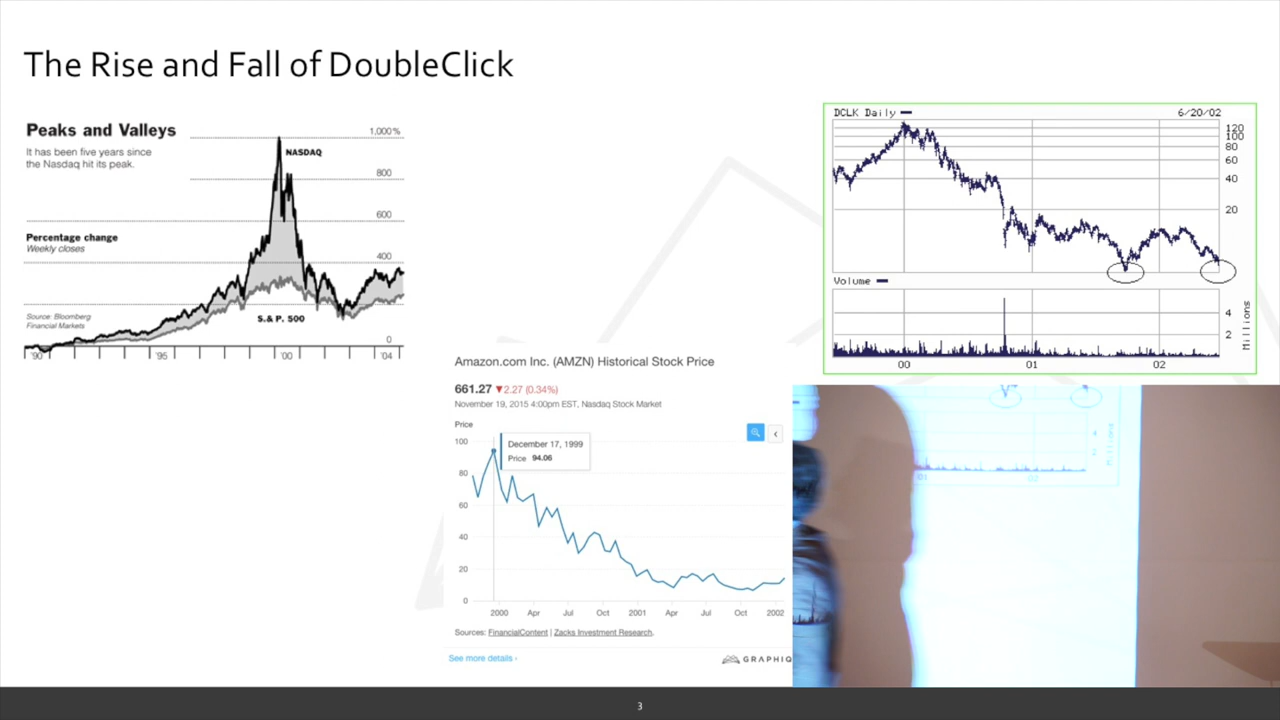 The Rise and Fall of DoubleClick
Peaks and Valleys
It has been five years since
the Nasdaq hit its peak.
1,000%
NASDAQ
800
600
Percentage change
Weekly closes
400
Source: Bloomberg
Financial Markets
S.& P. 500
0
'90
'95
'00
'04
DCLK Daily
6/20/02
120
100
80
60
40
20
Volume
4
2
Millions
00
01
02
Amazon.com Inc. (AMZN) Historical Stock Price
661.27 ▼2.27 (0.34%)
November 19, 2015 4:00pm EST, Nasdaq Stock Market
Price
100
December 17, 1999
Price 94.06
80
60
40
20
0
2000 Apr Jul Oct 2001 Apr Jul Oct 2002
Sources: FinancialContent | Zacks Investment Research.
See more details ›
GRAPHIQ
01
02
3